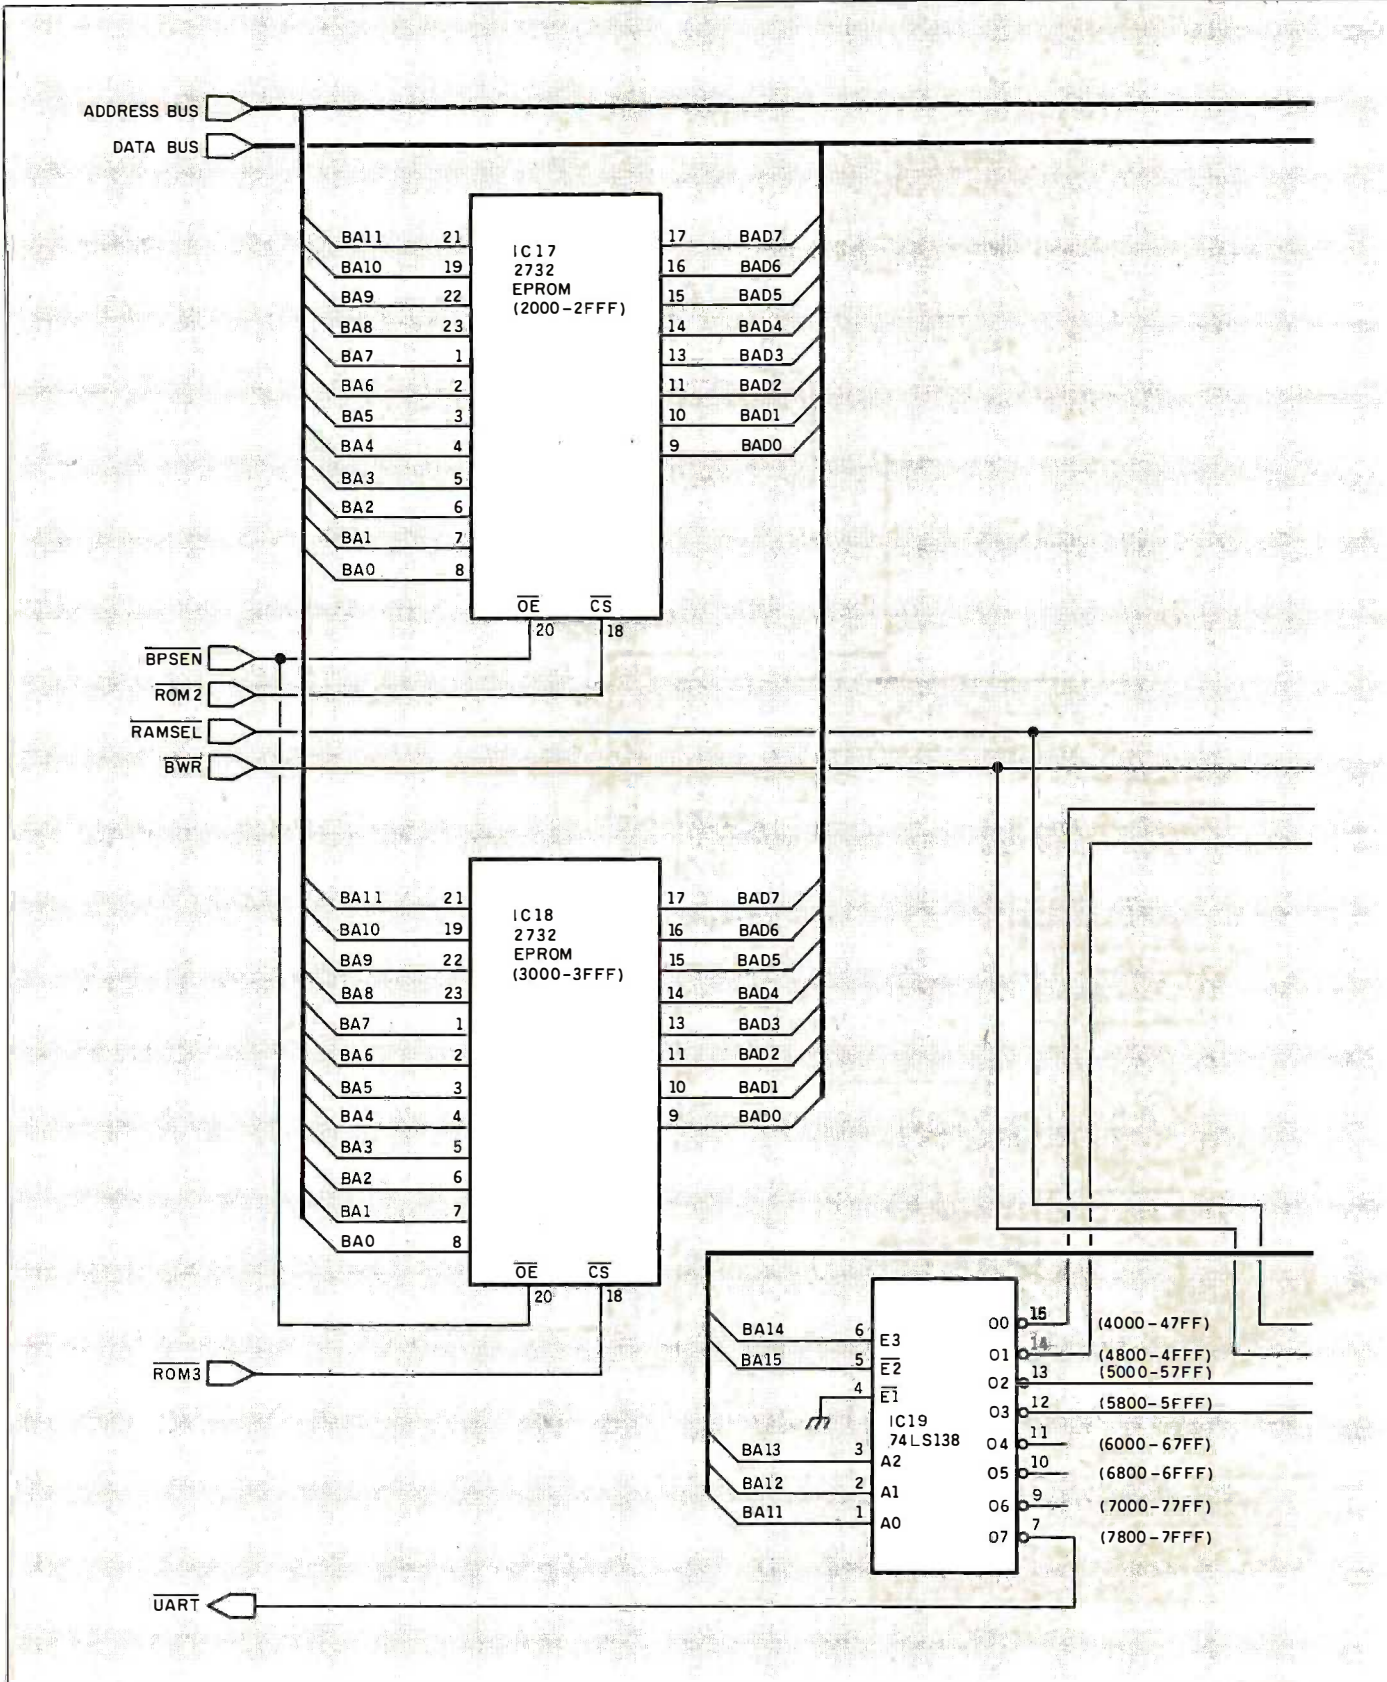 ADDRESS BUS
DATA BUS
IC17
2732
EPROM
(2000-2FFF)
BA11 21
BA10 19
BA9 22
BA8 23
BA7 1
BA6 2
BA5 3
BA4 4
BA3 5
BA2 6
BA1 7
BA0 8
17 BAD7
16 BAD6
15 BAD5
14 BAD4
13 BAD3
11 BAD2
10 BAD1
9 BAD0
OE CS
20 18
BPSEN
ROM2
RAMSEL
BWR
IC18
2732
EPROM
(3000-3FFF)
BA11 21
BA10 19
BA9 22
BA8 23
BA7 1
BA6 2
BA5 3
BA4 4
BA3 5
BA2 6
BA1 7
BA0 8
17 BAD7
16 BAD6
15 BAD5
14 BAD4
13 BAD3
11 BAD2
10 BAD1
9 BAD0
OE CS
20 18
ROM3
BA14 6 E3
BA15 5 E2
4 E1
IC19
74LS138
BA13 3 A2
BA12 2 A1
BA11 1 A0
O0 15 (4000-47FF)
O1 14 (4800-4FFF)
O2 13 (5000-57FF)
O3 12 (5800-5FFF)
O4 11 (6000-67FF)
O5 10 (6800-6FFF)
O6 9 (7000-77FF)
O7 7 (7800-7FFF)
UART